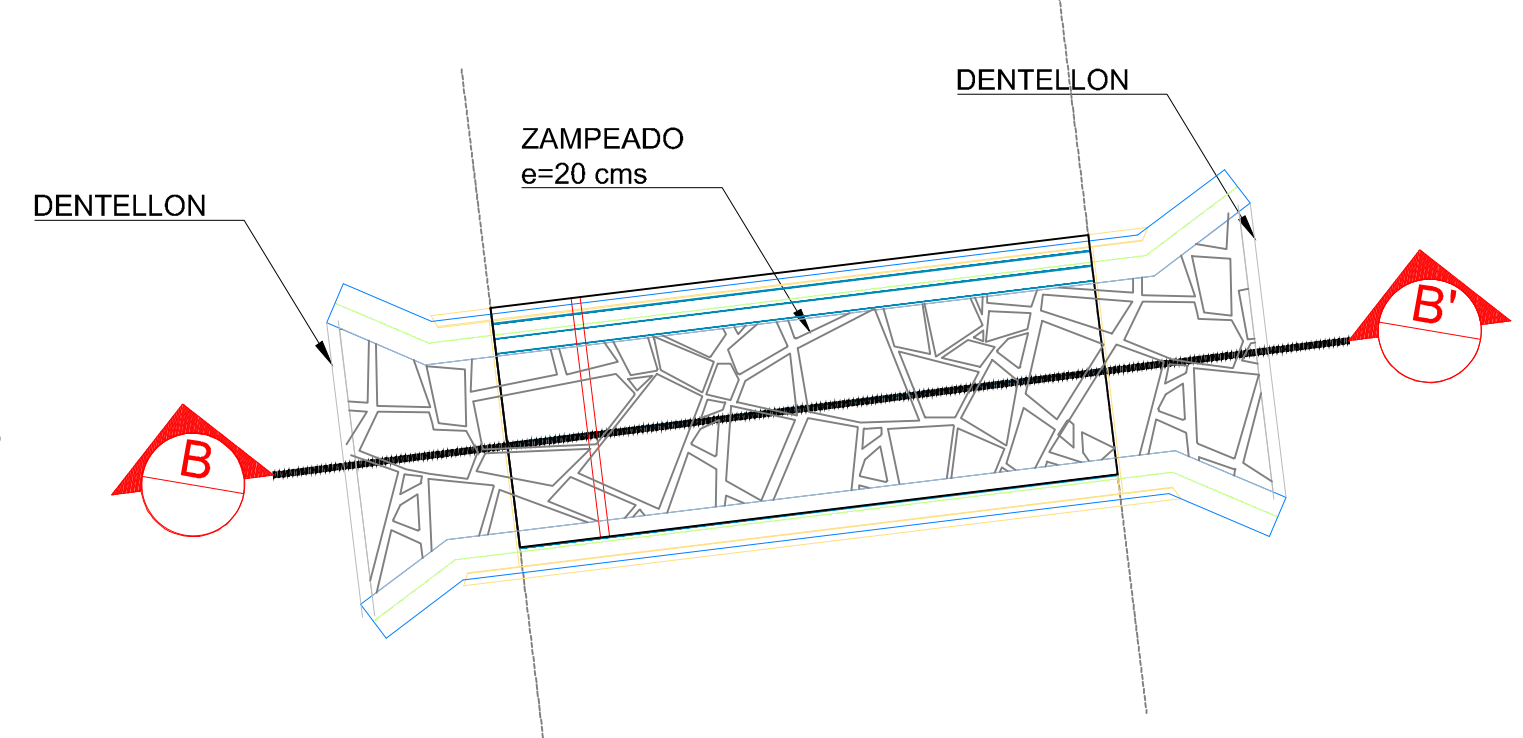 DENTELLON
ZAMPEADO
e=20 cms
DENTELLON
B'
B